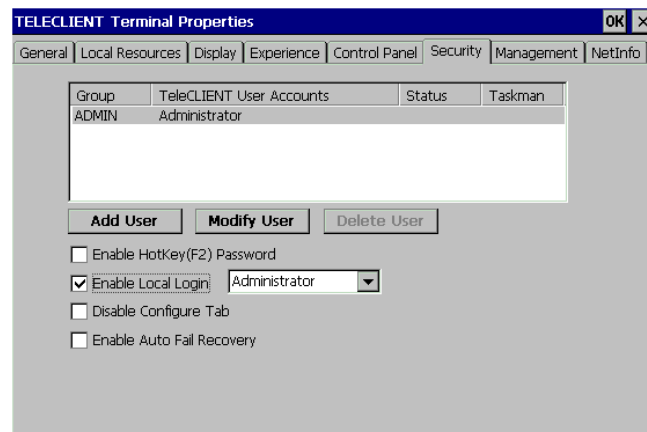 TELECLIENT Terminal Properties OK ×
General Local Resources Display Experience Control Panel Security Management NetInfo
Group TeleCLIENT User Accounts Status Taskman
ADMIN Administrator
Add User Modify User Delete User
Enable HotKey(F2) Password
Enable Local Login Administrator
Disable Configure Tab
Enable Auto Fail Recovery